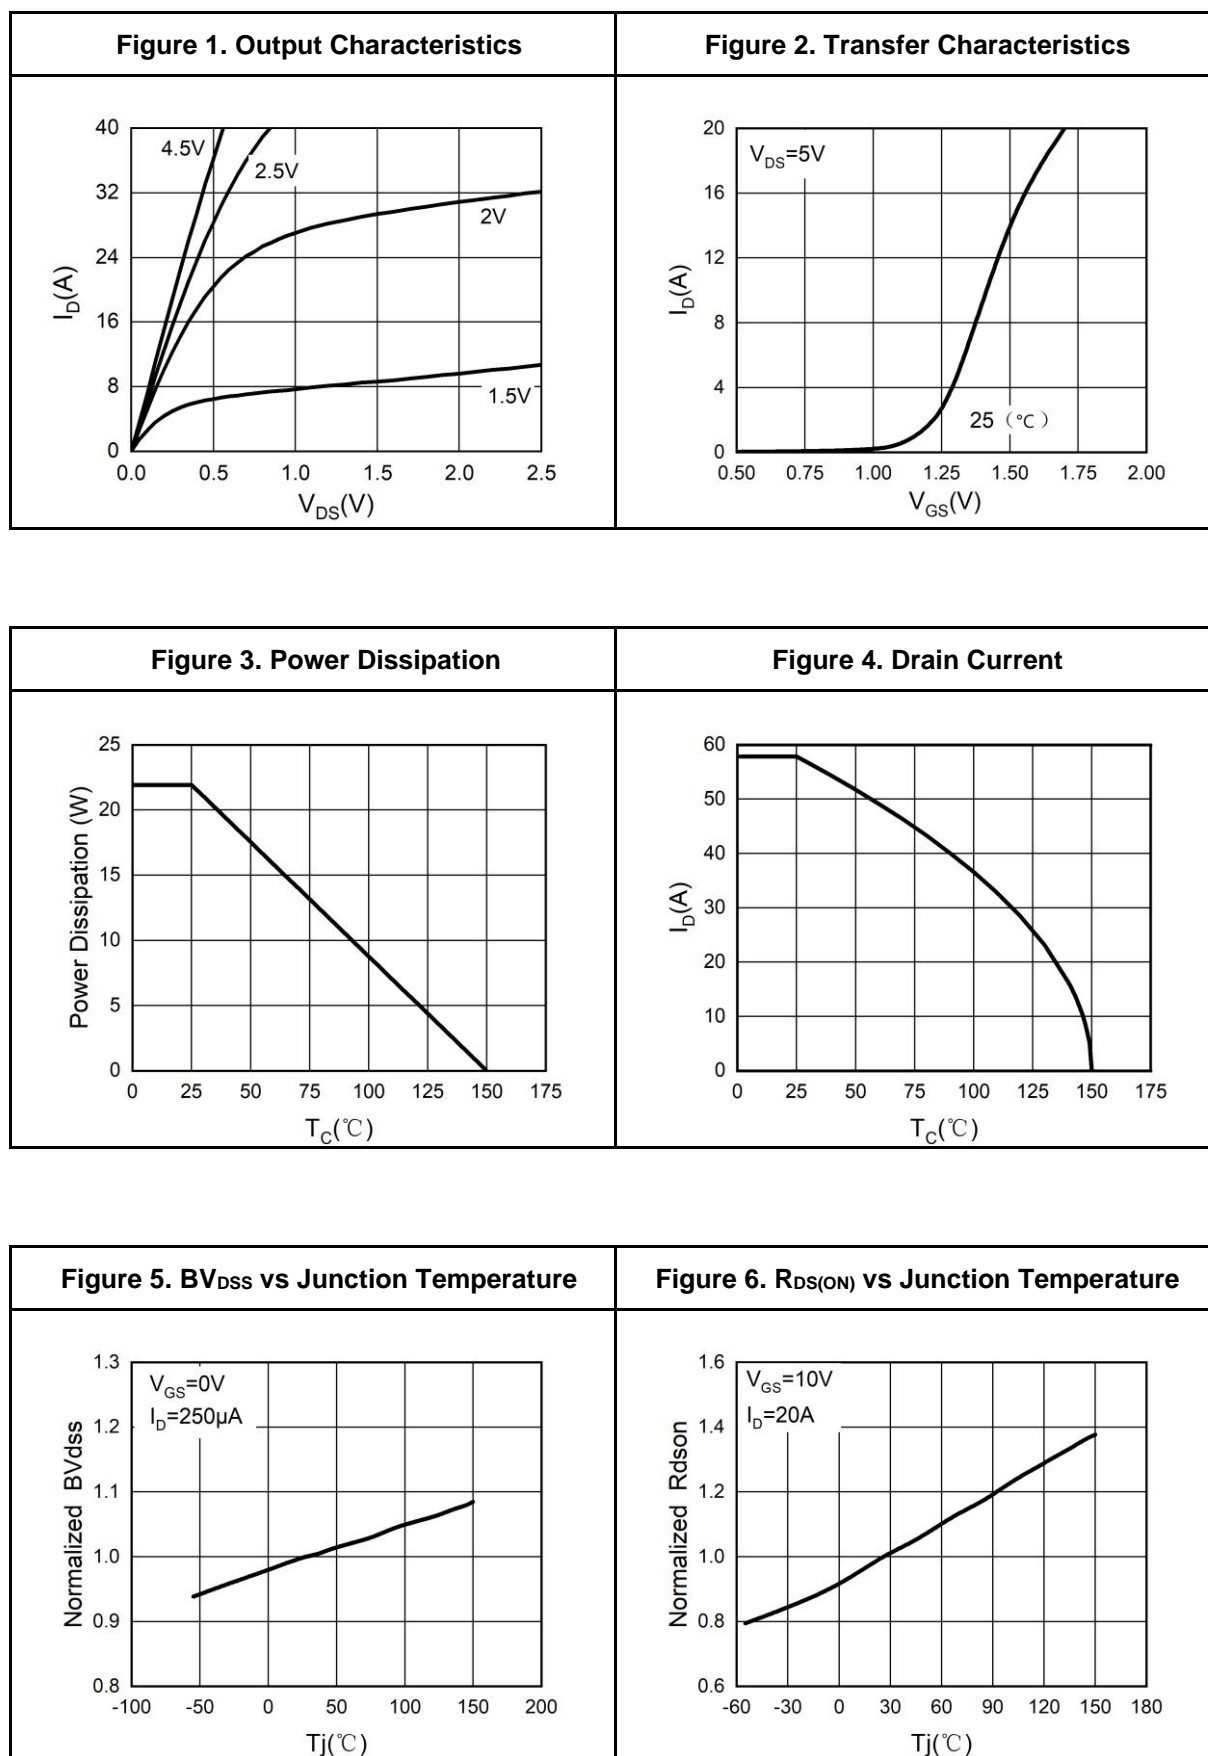 Figure 1. Output Characteristics
Figure 2. Transfer Characteristics
40
32
24
16
8
0
I_D(A)
4.5V
2.5V
2V
1.5V
0.0 0.5 1.0 1.5 2.0 2.5
V_DS(V)
20
16
12
8
4
0
I_D(A)
V_DS=5V
25（℃）
0.50 0.75 1.00 1.25 1.50 1.75 2.00
V_GS(V)
Figure 3. Power Dissipation
Figure 4. Drain Current
25
20
15
10
5
0
Power Dissipation (W)
0 25 50 75 100 125 150 175
T_C(℃)
60
50
40
30
20
10
0
I_D(A)
0 25 50 75 100 125 150 175
T_C(℃)
Figure 5. BV_DSS vs Junction Temperature
Figure 6. R_DS(ON) vs Junction Temperature
1.3
1.2
1.1
1.0
0.9
0.8
Normalized BVdss
V_GS=0V
I_D=250μA
-100 -50 0 50 100 150 200
Tj(℃)
1.6
1.4
1.2
1.0
0.8
0.6
Normalized Rdson
V_GS=10V
I_D=20A
-60 -30 0 30 60 90 120 150 180
Tj(℃)